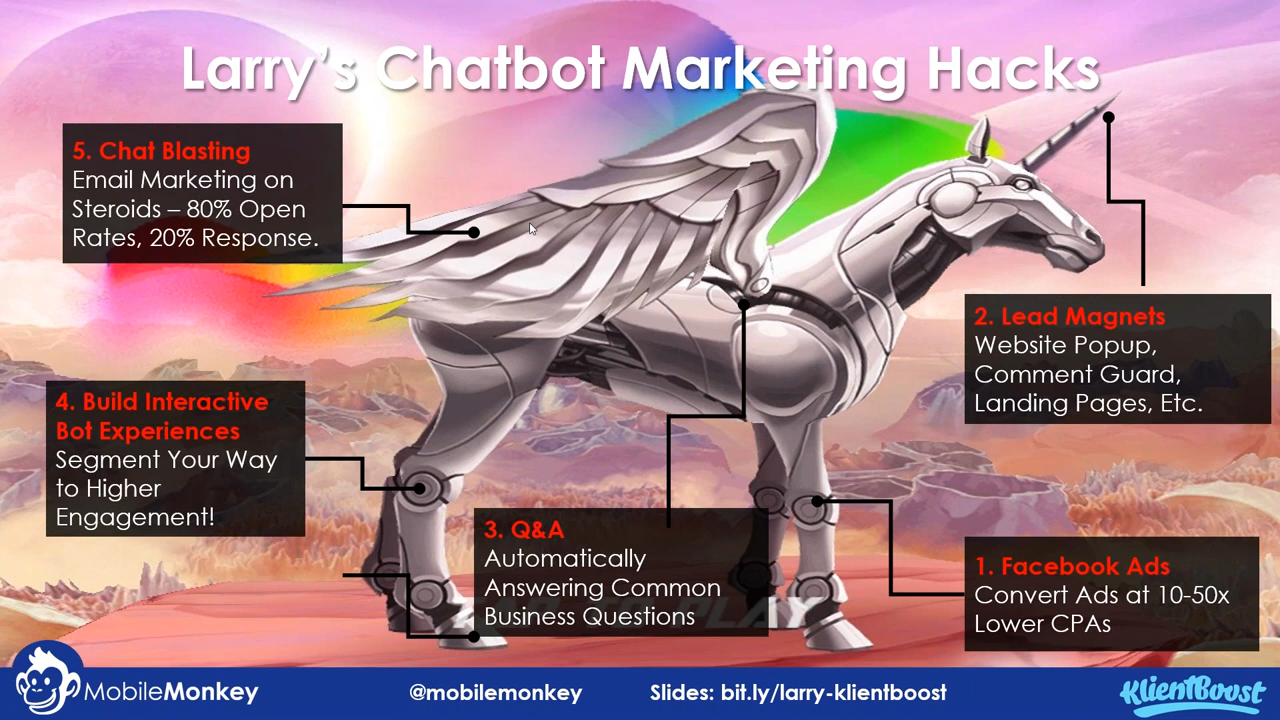 Larry's Chatbot Marketing Hacks
5. Chat Blasting
Email Marketing on
Steroids – 80% Open
Rates, 20% Response.
2. Lead Magnets
Website Popup,
Comment Guard,
Landing Pages, Etc.
4. Build Interactive
Bot Experiences
Segment Your Way
to Higher
Engagement!
3. Q&A
Automatically
Answering Common
Business Questions
1. Facebook Ads
Convert Ads at 10-50x
Lower CPAs
MobileMonkey
@mobilemonkey
Slides: bit.ly/larry-klientboost
KlientBoost